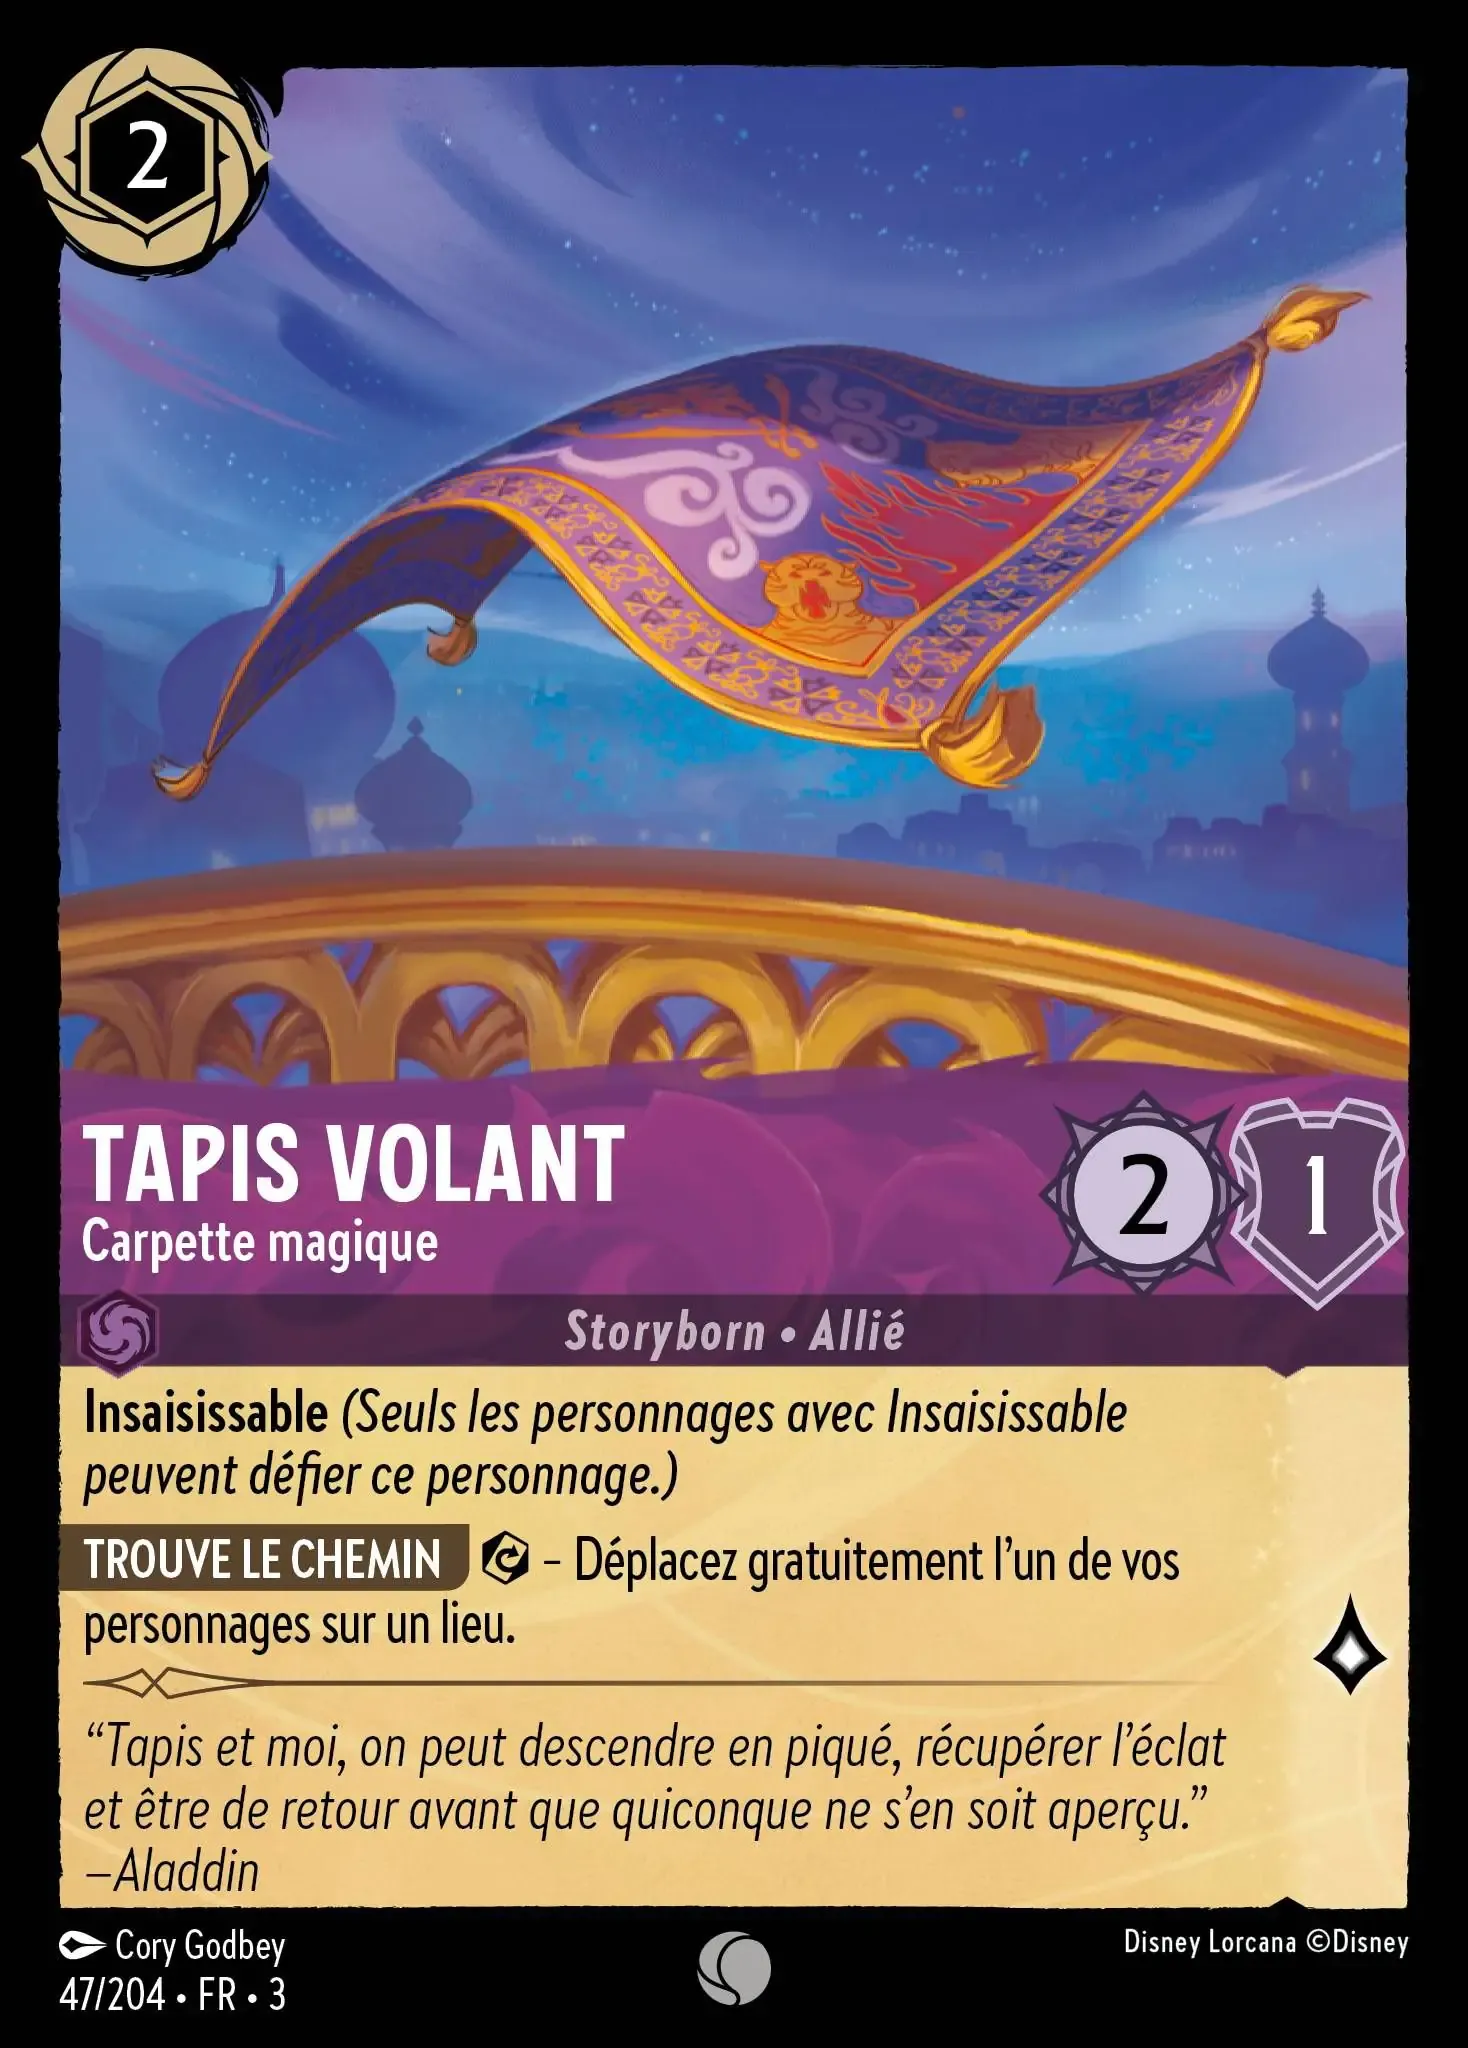 2
TAPIS VOLANT
Carpette magique
2
1
Storyborn • Allié
Insaisissable (Seuls les personnages avec Insaisissable
peuvent défier ce personnage.)
TROUVE LE CHEMIN – Déplacez gratuitement l’un de vos
personnages sur un lieu.
“Tapis et moi, on peut descendre en piqué, récupérer l’éclat
et être de retour avant que quiconque ne s’en soit aperçu.”
–Aladdin
Cory Godbey
Disney Lorcana ©Disney
47/204 • FR • 3